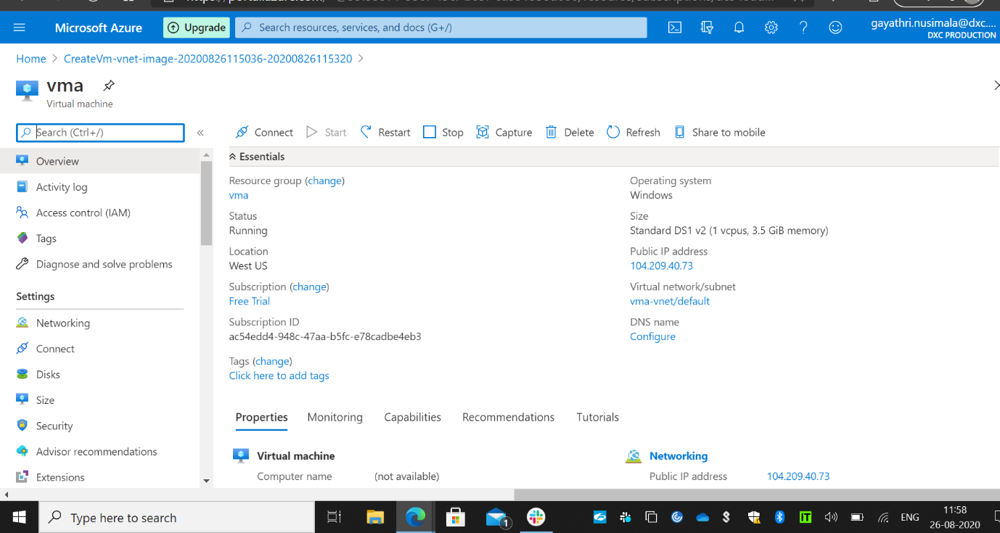 Microsoft Azure
Upgrade
Search resources, services, and docs (G+/)
gayathri.nusimala@dxc....
DXC PRODUCTION
Home > CreateVm-vnet-image-20200826115036-20200826115320 >
vma
Virtual machine
Search (Ctrl+/)
«
Connect
Start
Restart
Stop
Capture
Delete
Refresh
Share to mobile
Overview
Activity log
Access control (IAM)
Tags
Diagnose and solve problems
Settings
Networking
Connect
Disks
Size
Security
Advisor recommendations
Extensions
Essentials
Resource group (change)
vma
Status
Running
Location
West US
Subscription (change)
Free Trial
Subscription ID
ac54edd4-948c-47aa-b5fc-e78cadbe4eb3
Tags (change)
Click here to add tags
Operating system
Windows
Size
Standard DS1 v2 (1 vcpus, 3.5 GiB memory)
Public IP address
104.209.40.73
Virtual network/subnet
vma-vnet/default
DNS name
Configure
Properties
Monitoring
Capabilities
Recommendations
Tutorials
Virtual machine
Computer name (not available)
Networking
Public IP address 104.209.40.73
Type here to search
1
ENG
11:58
26-08-2020